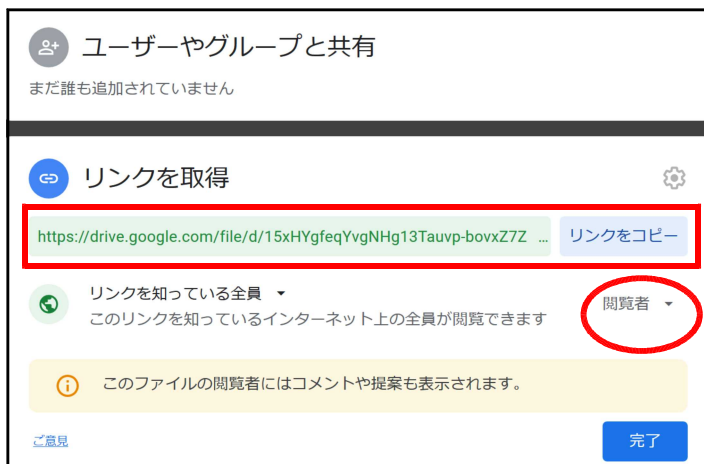 ユーザーやグループと共有
まだ誰も追加されていません
リンクを取得
https://drive.google.com/file/d/15xHYgfeqYvgNHg13Tauvp-bovxZ7Z ... リンクをコピー
リンクを知っている全員
このリンクを知っているインターネット上の全員が閲覧できます
閲覧者
このファイルの閲覧者にはコメントや提案も表示されます。
ご意見
完了